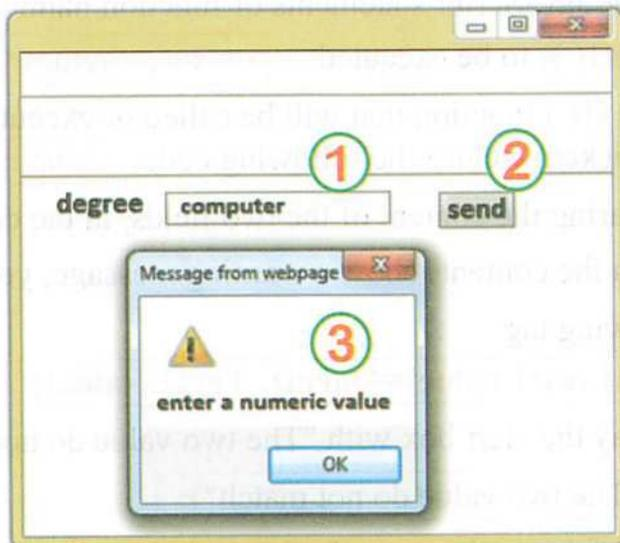 degree computer 1 send 2
Message from webpage
3
enter a numeric value
OK